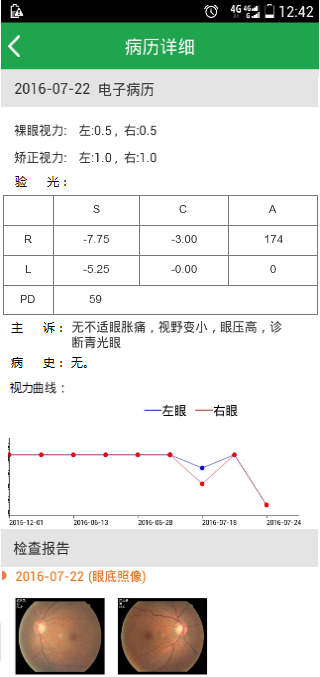 4G 4G G 12:42
病历详细
2016-07-22 电子病历
裸眼视力： 左:0.5 , 右:0.5
矫正视力： 左:1.0 , 右:1.0
验 光：
S C A
R -7.75 -3.00 174
L -5.25 -0.00 0
PD 59
主 诉：无不适眼胀痛，视野变小，眼压高，诊
断青光眼
病 史：无。
视力曲线：
左眼 右眼
2015-12-01 2016-05-28 2016-07-18 2016-07-24
检查报告
2016-07-22 (眼底照像)